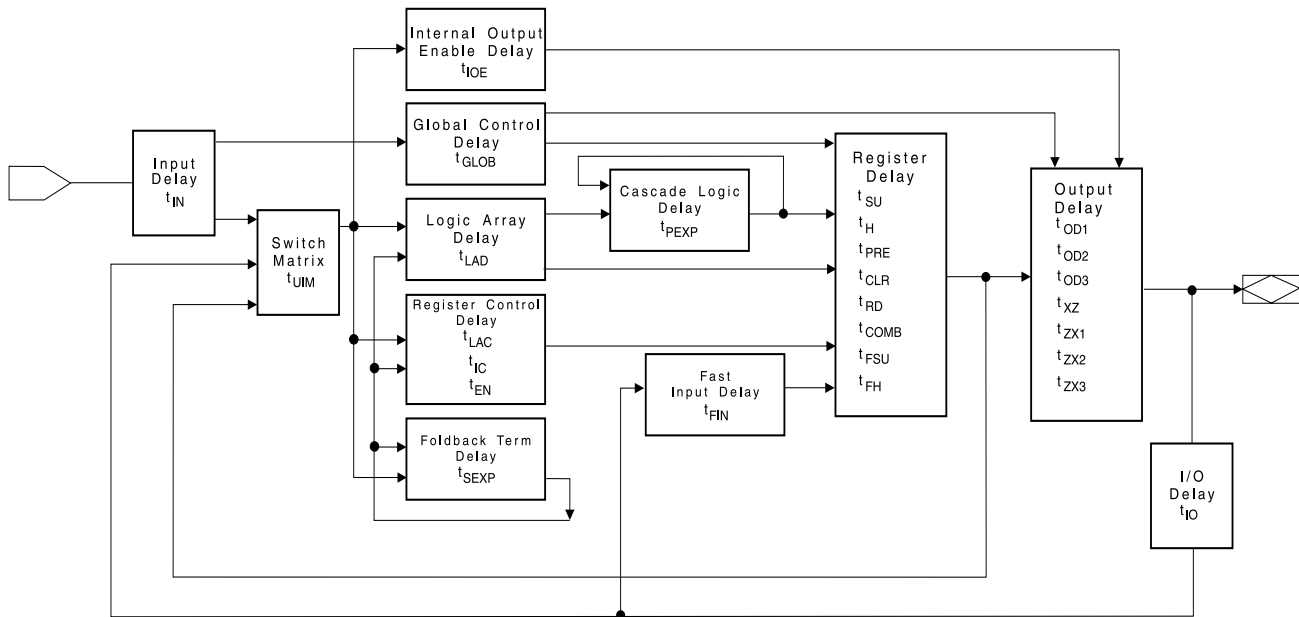 Internal Output
Enable Delay
tIOE
Global Control
Delay
tGLOB
Input
Delay
tIN
Switch
Matrix
tUIM
Logic Array
Delay
tLAD
Cascade Logic
Delay
tPEXP
Register Control
Delay
tLAC
tIC
tEN
Foldback Term
Delay
tSEXP
Fast
Input Delay
tFIN
Register
Delay
tSU
tH
tPRE
tCLR
tRD
tCOMB
tFSU
tFH
Output
Delay
tOD1
tOD2
tOD3
tXZ
tZX1
tZX2
tZX3
I/O
Delay
tIO